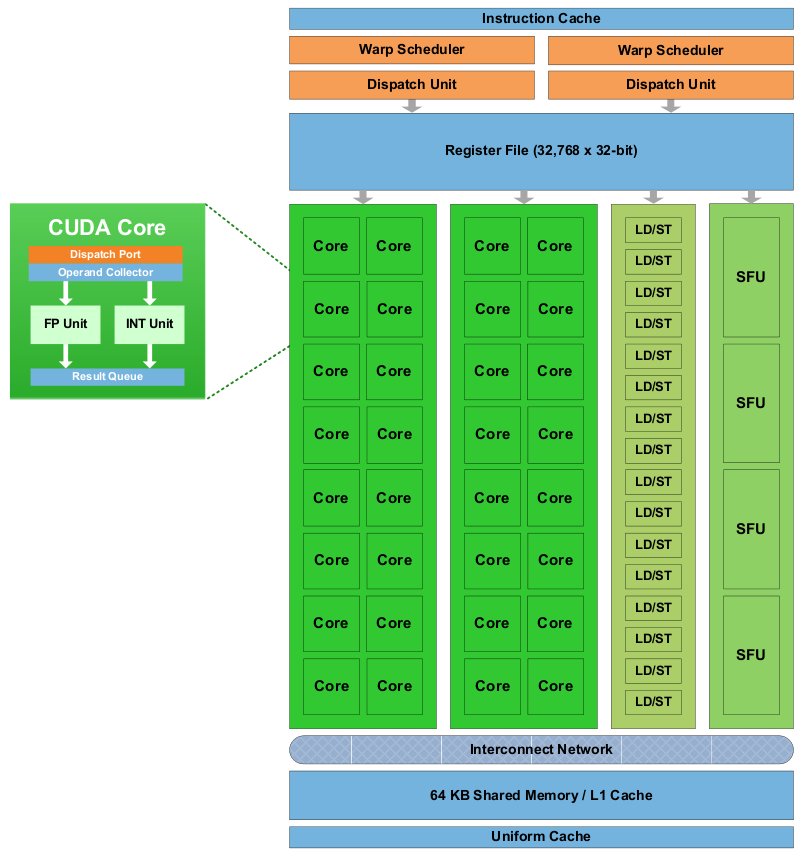 Instruction Cache
Warp Scheduler Warp Scheduler
Dispatch Unit Dispatch Unit
Register File (32,768 x 32-bit)
CUDA Core
Dispatch Port
Operand Collector
FP Unit INT Unit
Result Queue
Core Core Core Core LD/ST SFU
LD/ST
Core Core Core Core LD/ST
LD/ST
Core Core Core Core LD/ST SFU
LD/ST
Core Core Core Core LD/ST
LD/ST
Core Core Core Core LD/ST SFU
LD/ST
Core Core Core Core LD/ST
LD/ST
Core Core Core Core LD/ST SFU
LD/ST
Core Core Core Core LD/ST
LD/ST
Interconnect Network
64 KB Shared Memory / L1 Cache
Uniform Cache